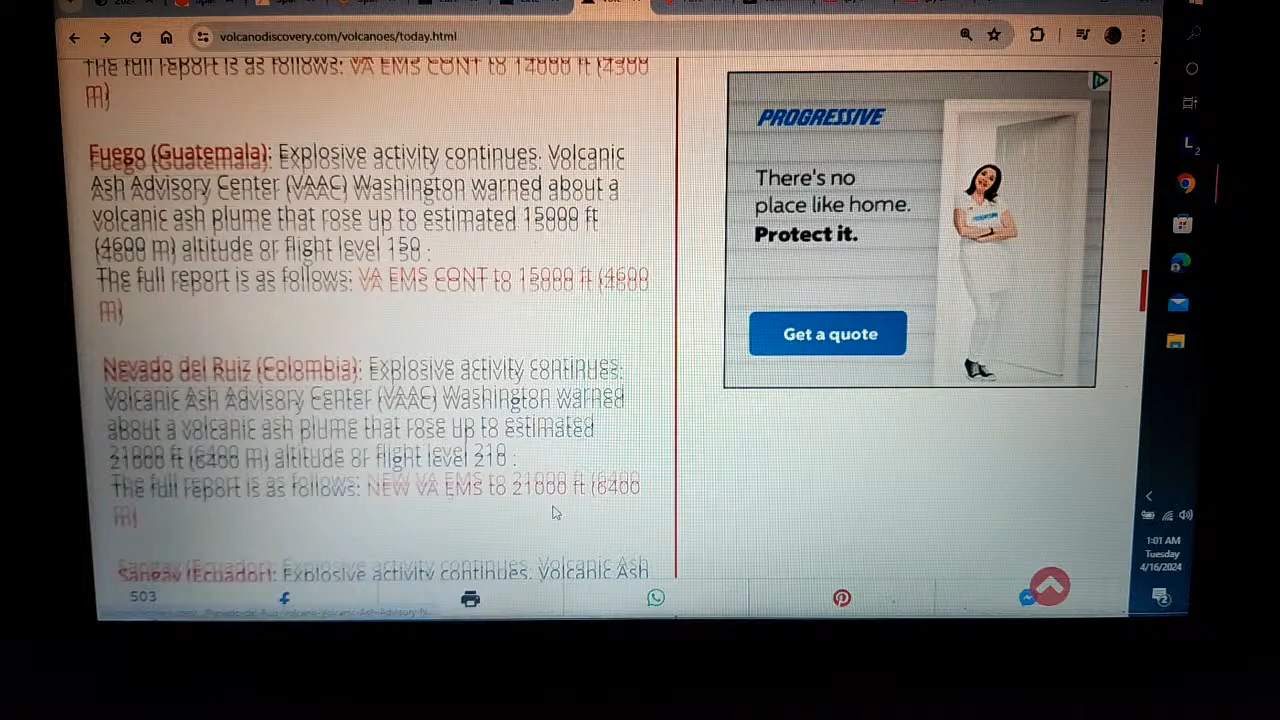 volcanodiscovery.com/volcanoes/today.html
The full report is as follows: VA EMS CONT to 14000 ft (4300
m)
Fuego (Guatemala): Explosive activity continues. Volcanic
Ash Advisory Center (VAAC) Washington warned about a
volcanic ash plume that rose up to estimated 15000 ft
(4600 m) altitude or flight level 150 .
The full report is as follows: VA EMS CONT to 15000 ft (4600
m)
Nevado del Ruiz (Colombia): Explosive activity continues.
Volcanic Ash Advisory Center (VAAC) Washington warned
about a volcanic ash plume that rose up to estimated
21000 ft (6400 m) altitude or flight level 210 .
The full report is as follows: NEW VA EMS to 21000 ft (6400
m)
Sangay (Ecuador): Explosive activity continues. Volcanic Ash
503
PROGRESSIVE
There's no
place like home.
Protect it.
Get a quote
1:01 AM
Tuesday
4/16/2024